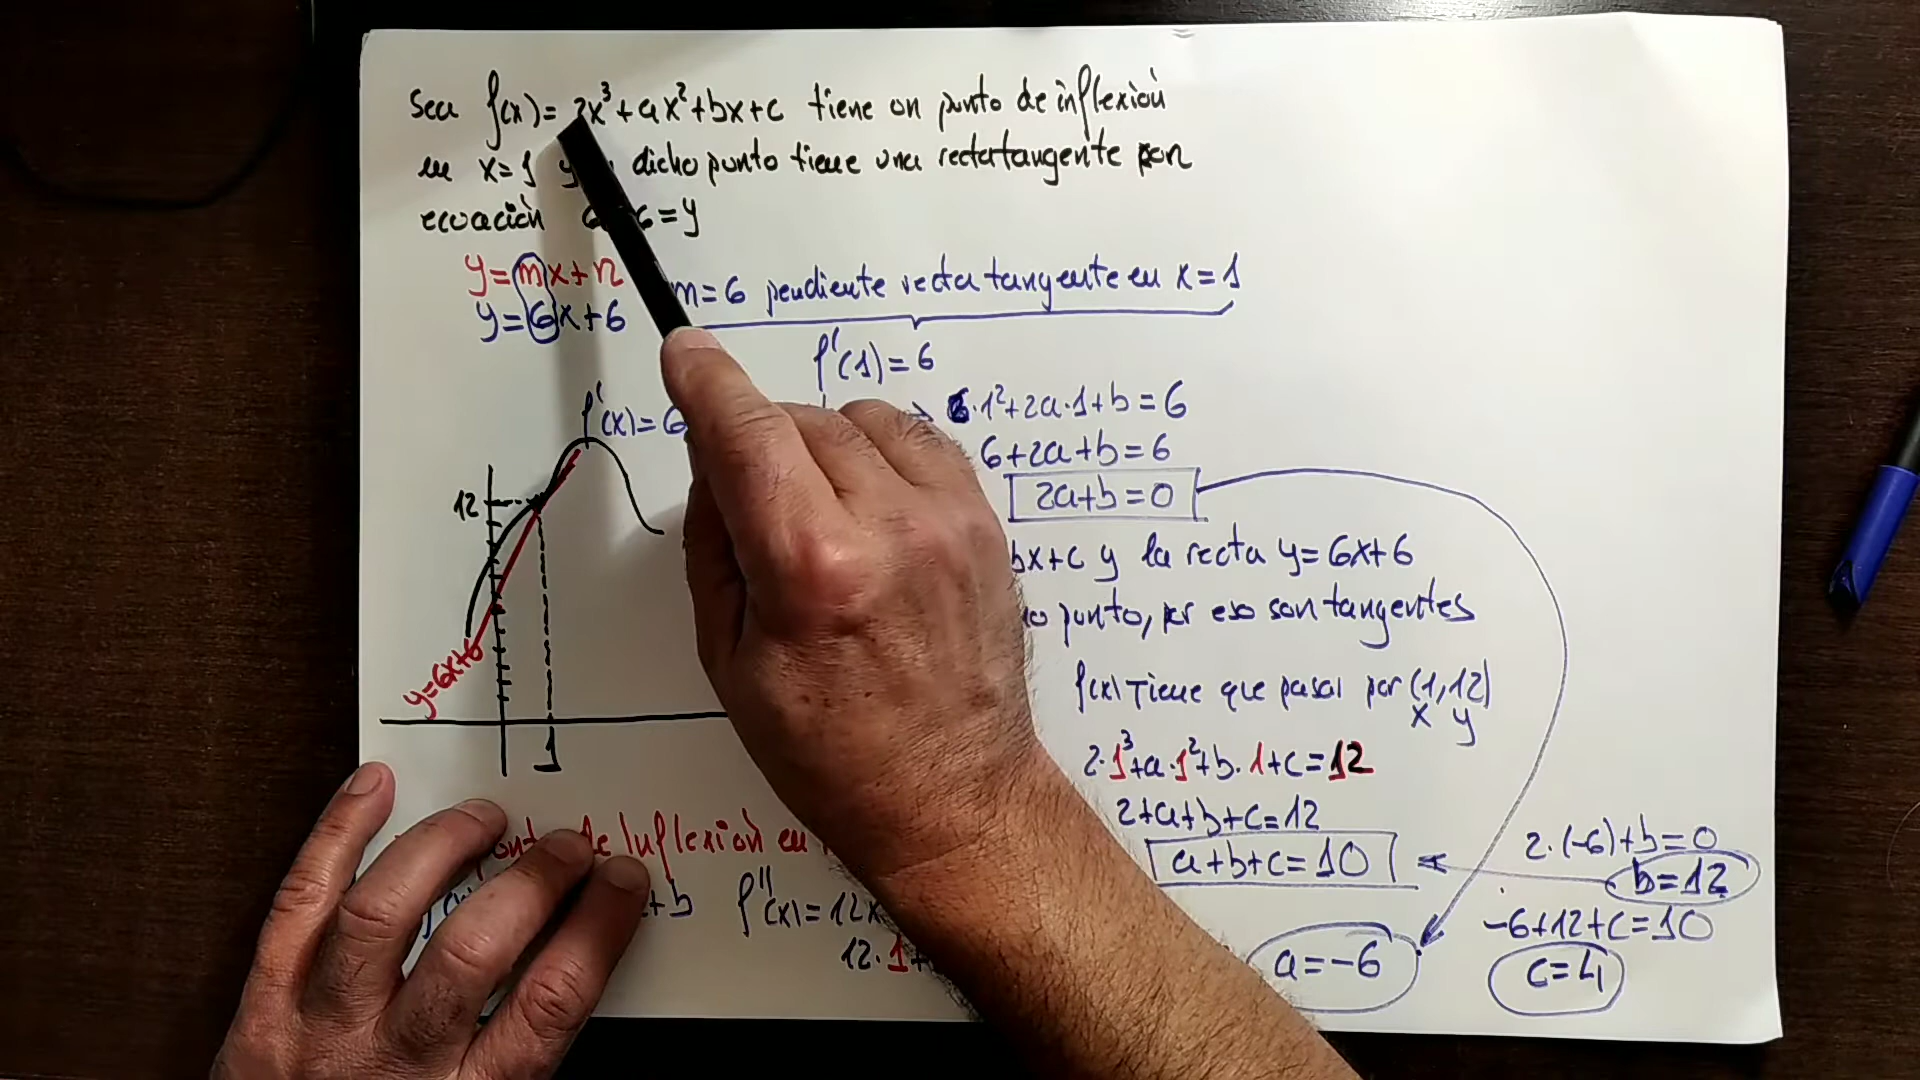 Sea f(x)= 2x³+ax²+bx+c tiene un punto de inflexión
en x=1 y dicho punto tiene una recta tangente por
ecuación 6 =y
y=mx+n
m=6 pendiente recta tangente en x=1
y=6x+6
f'(1)=6
f'(x)=6
6·1²+2a·1+b=6
6+2a+b=6
2a+b=0
12
bx+c y la recta y=6x+6
punto, por eso son tangentes
y=6x+6
f(x) tiene que pasar por (1,12)
x y
1
2·1³+a·1²+b·1+c=12
2+a+b+c=12
de Inflexión en
a+b+c=10
2·(-6)+b=0
b=12
+b f''(x)=12x
-6+12+c=10
12·1+
a=-6
c=4